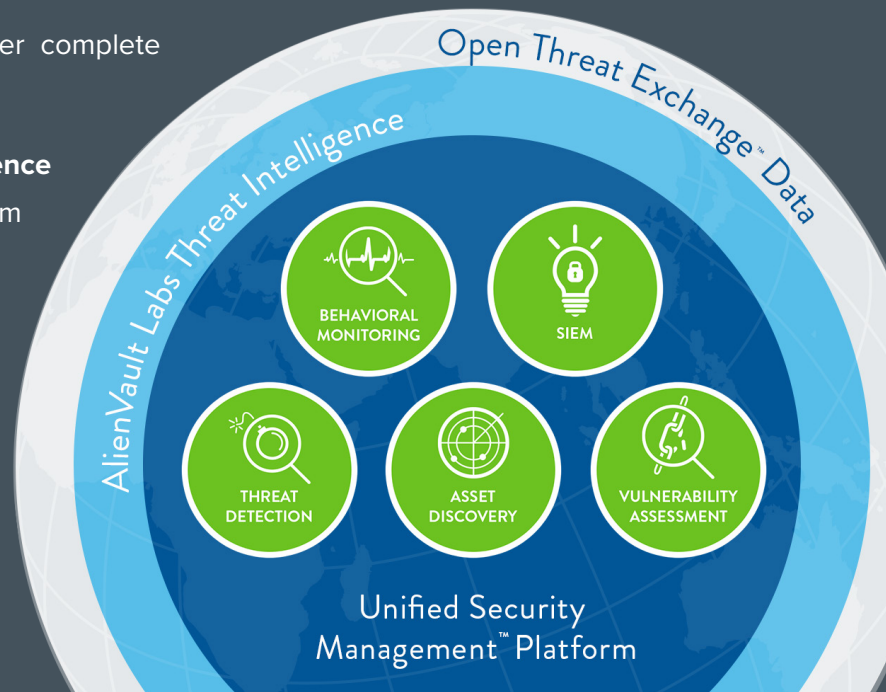 er complete
ence
m
Open Threat Exchange™ Data
AlienVault Labs Threat Intelligence
BEHAVIORAL
MONITORING
SIEM
THREAT
DETECTION
ASSET
DISCOVERY
VULNERABILITY
ASSESSMENT
Unified Security
Management™ Platform